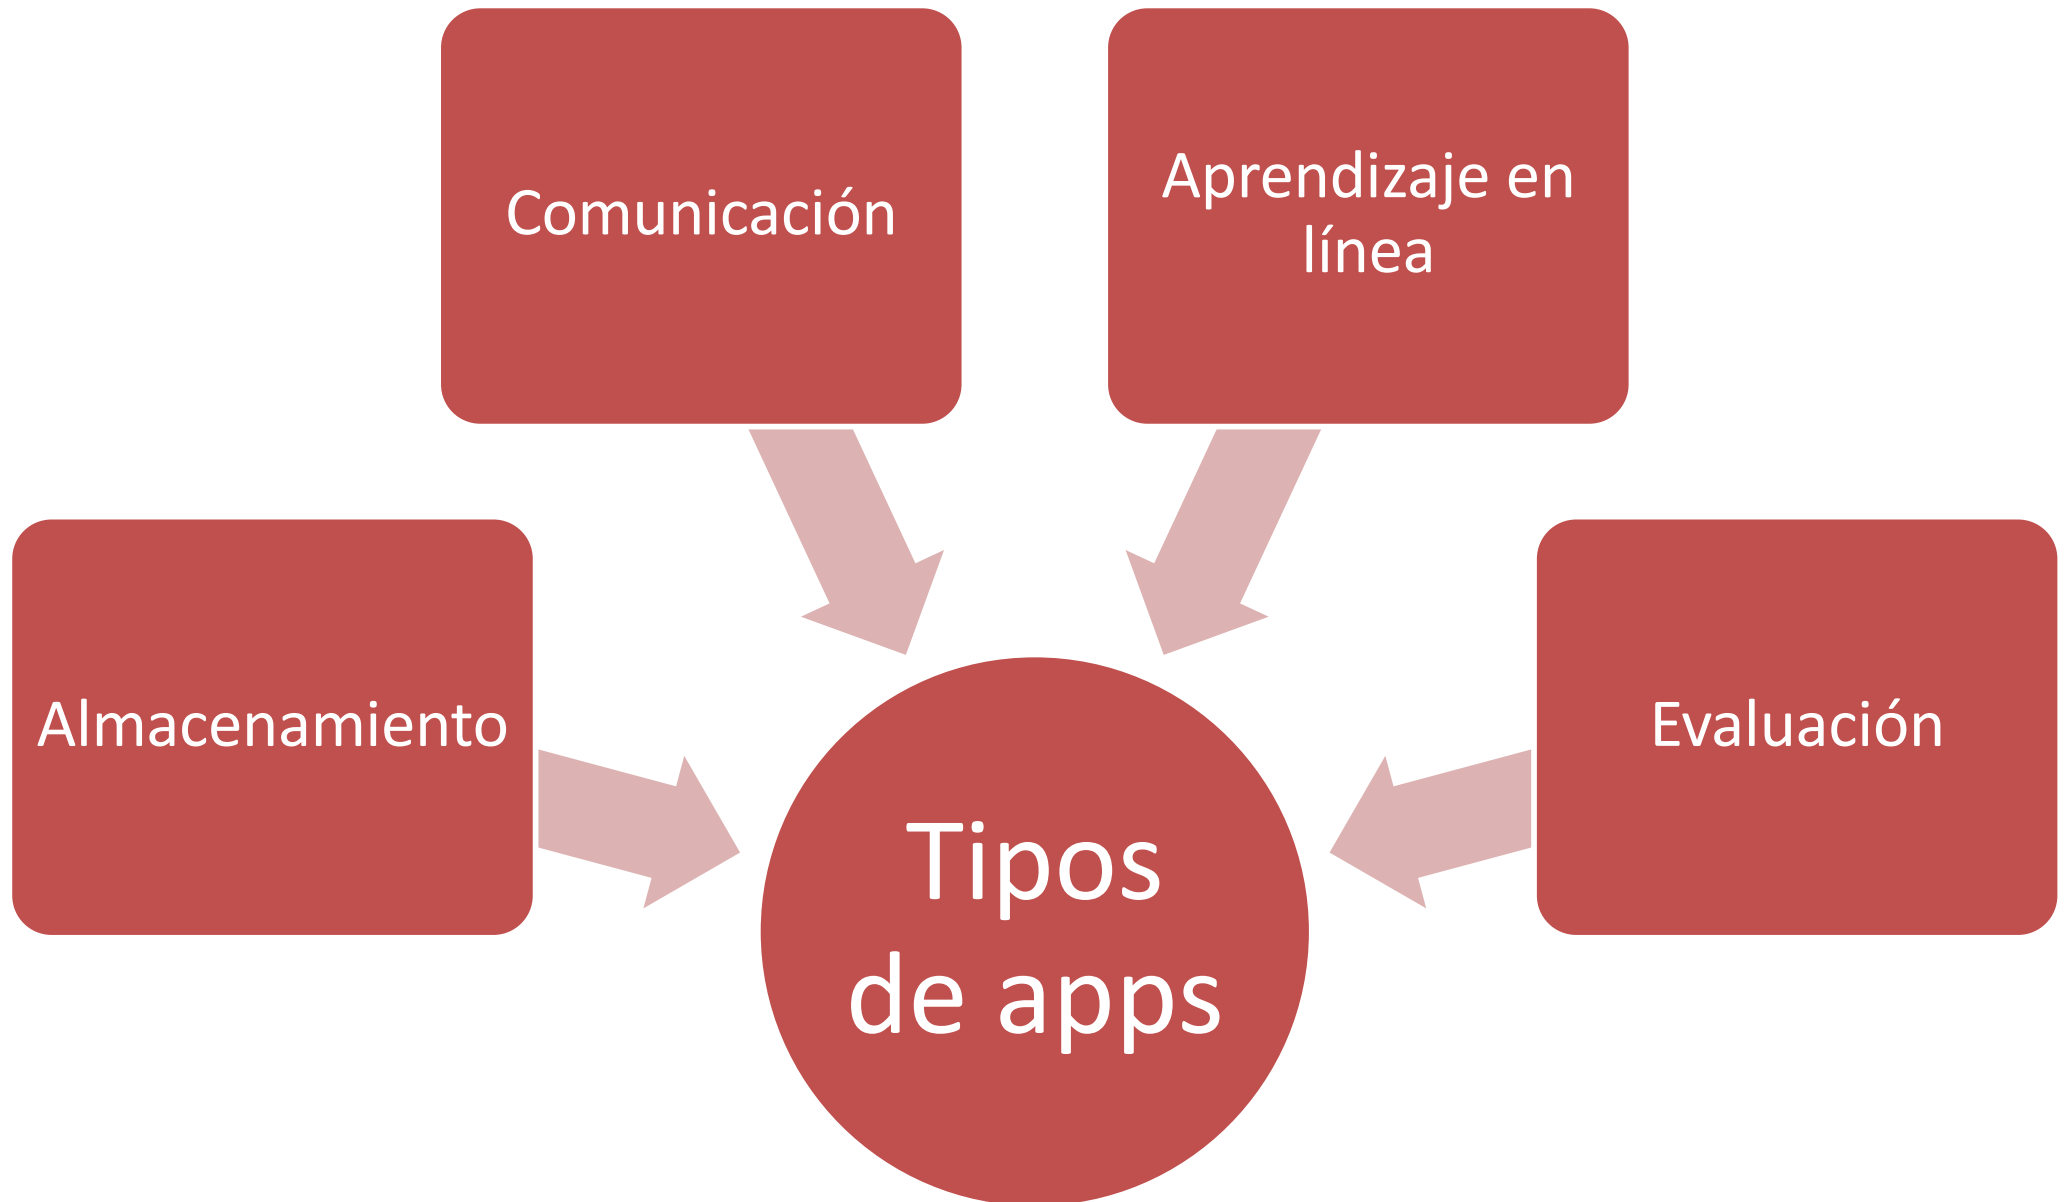 Comunicación
Aprendizaje en
línea
Almacenamiento
Evaluación
Tipos
de apps